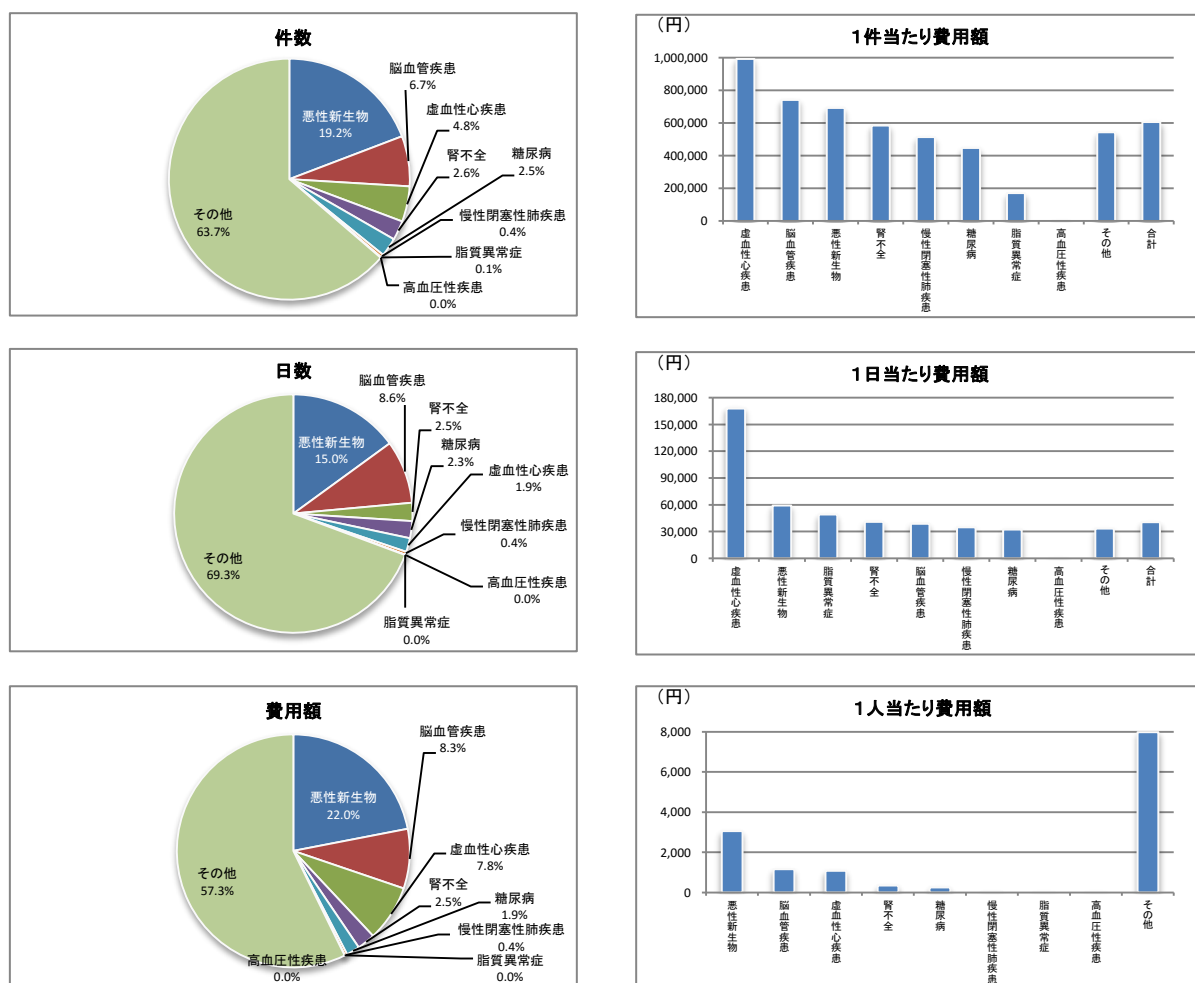 件数
脳血管疾患
6.7%
悪性新生物
19.2%
虚血性心疾患
4.8%
腎不全
2.6%
糖尿病
2.5%
慢性閉塞性肺疾患
0.4%
脂質異常症
0.1%
高血圧性疾患
0.0%
その他
63.7%
（円）
1件当たり費用額
1,000,000
800,000
600,000
400,000
200,000
0
虚血性心疾患
脳血管疾患
悪性新生物
腎不全
慢性閉塞性肺疾患
糖尿病
脂質異常症
高血圧性疾患
その他
合計
日数
脳血管疾患
8.6%
悪性新生物
15.0%
腎不全
2.5%
糖尿病
2.3%
虚血性心疾患
1.9%
慢性閉塞性肺疾患
0.4%
高血圧性疾患
0.0%
脂質異常症
0.0%
その他
69.3%
（円）
1日当たり費用額
180,000
150,000
120,000
90,000
60,000
30,000
0
虚血性心疾患
悪性新生物
脂質異常症
腎不全
脳血管疾患
慢性閉塞性肺疾患
糖尿病
高血圧性疾患
その他
合計
費用額
脳血管疾患
8.3%
悪性新生物
22.0%
虚血性心疾患
7.8%
腎不全
2.5%
糖尿病
1.9%
慢性閉塞性肺疾患
0.4%
脂質異常症
0.0%
高血圧性疾患
0.0%
その他
57.3%
（円）
1人当たり費用額
8,000
6,000
4,000
2,000
0
悪性新生物
脳血管疾患
虚血性心疾患
腎不全
糖尿病
慢性閉塞性肺疾患
脂質異常症
高血圧性疾患
その他